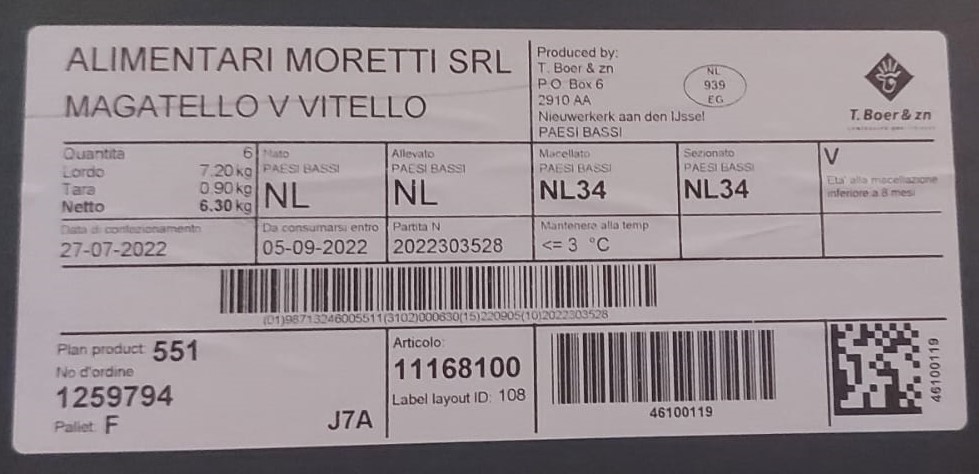 ALIMENTARI MORETTI SRL
MAGATELLO V VITELLO
Produced by:
T. Boer & zn
P.O. Box 6
2910 AA
Nieuwerkerk aan den IJssel
PAESI BASSI
NL
939
EG
T. Boer & zn
Quantita 6
Lordo 7.20 kg
Tara 0.90 kg
Netto 6.30 kg
Nato
PAESI BASSI
NL
Allevato
PAESI BASSI
NL
Macellato
PAESI BASSI
NL34
Sezionato
PAESI BASSI
NL34
V
Eta' alla macellazione
inferiore a 8 mesi
Data di confezionamento
27-07-2022
Da consumarsi entro
05-09-2022
Partita N
2022303528
Mantenere alla temp
<= 3 °C
(01)98713246005511(3102)000630(15)220905(10)2022303528
Plan product 551
No d'ordine
1259794
Pallet F
J7A
Articolo:
11168100
Label layout ID: 108
46100119
46100119